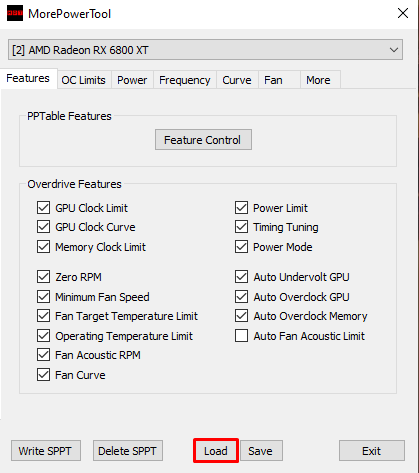 MorePowerTool
[2] AMD Radeon RX 6800 XT
Features OC Limits Power Frequency Curve Fan More
PPTable Features
Feature Control
Overdrive Features
GPU Clock Limit
GPU Clock Curve
Memory Clock Limit
Zero RPM
Minimum Fan Speed
Fan Target Temperature Limit
Operating Temperature Limit
Fan Acoustic RPM
Fan Curve
Power Limit
Timing Tuning
Power Mode
Auto Undervolt GPU
Auto Overclock GPU
Auto Overclock Memory
Auto Fan Acoustic Limit
Write SPPT Delete SPPT Load Save Exit